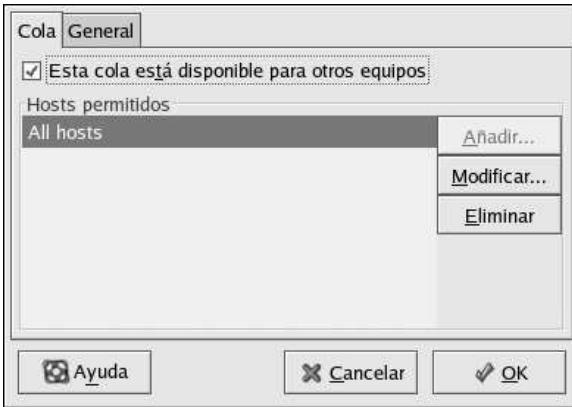 Cola General
Esta cola está disponible para otros equipos
Hosts permitidos
All hosts
Añadir...
Modificar...
Eliminar
Ayuda Cancelar OK